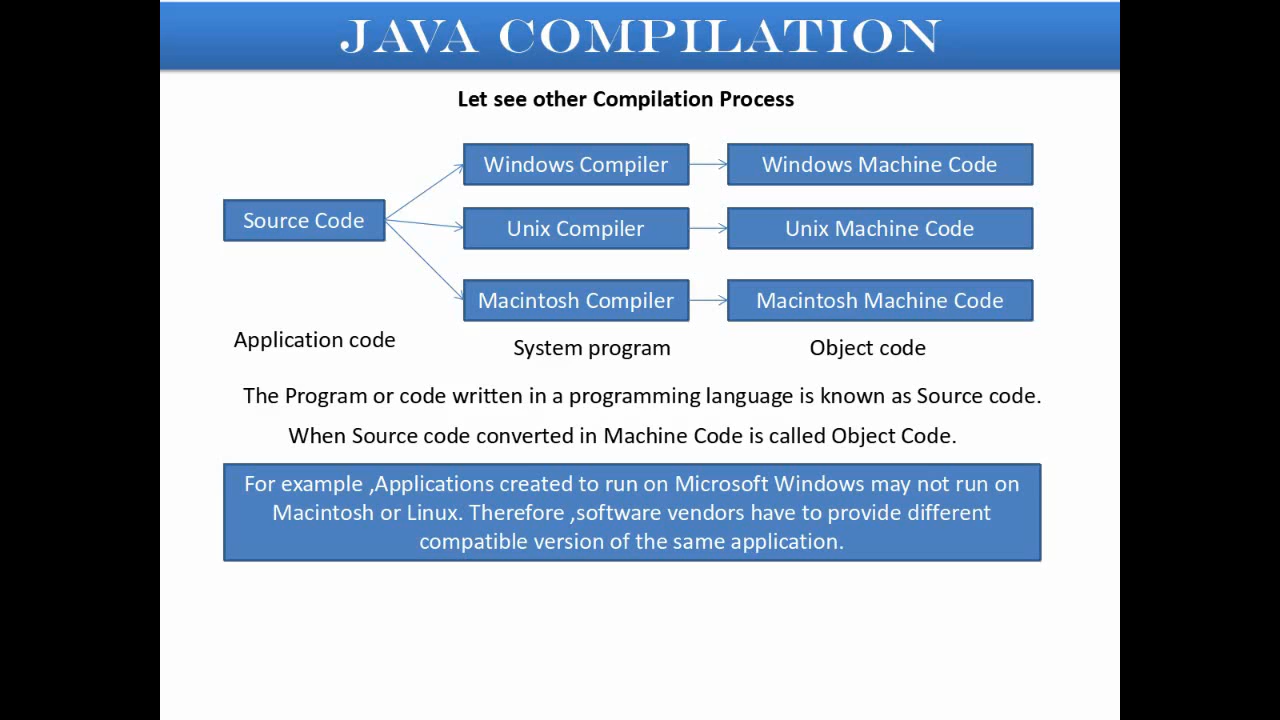 JAVA COMPILATION
Let see other Compilation Process
Windows Compiler
Windows Machine Code
Source Code
Unix Compiler
Unix Machine Code
Macintosh Compiler
Macintosh Machine Code
Application code
System program
Object code
The Program or code written in a programming language is known as Source code.
When Source code converted in Machine Code is called Object Code.
For example ,Applications created to run on Microsoft Windows may not run on
Macintosh or Linux. Therefore ,software vendors have to provide different
compatible version of the same application.